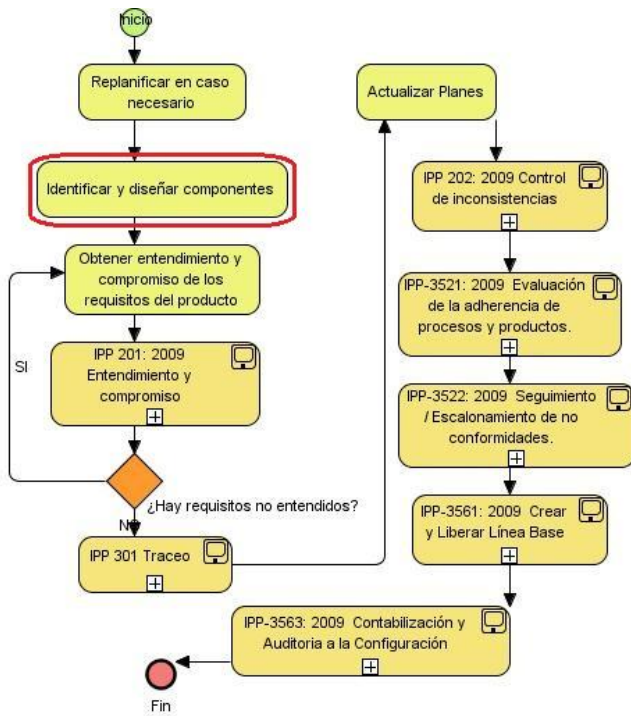 Inicio
Replanificar en caso
necesario
Identificar y diseñar componentes
Obtener entendimiento y
compromiso de los
requisitos del producto
SI
IPP 201: 2009
Entendimiento y
compromiso
¿Hay requisitos no entendidos?
NO
IPP 301 Traceo
Actualizar Planes
IPP 202: 2009 Control
de inconsistencias
IPP-3521: 2009 Evaluación
de la adherencia de
procesos y productos.
IPP-3522: 2009 Seguimiento
/ Escalonamiento de no
conformidades.
IPP-3561: 2009 Crear
y Liberar Línea Base
IPP-3563: 2009 Contabilización y
Auditoria a la Configuración
Fin